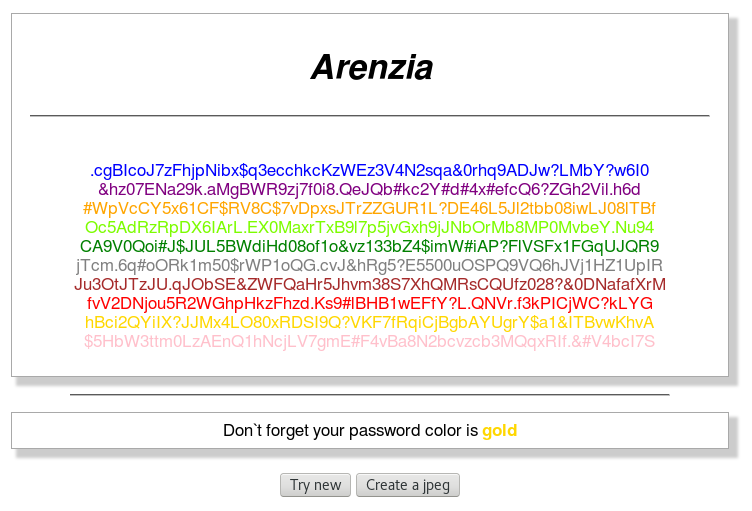 Arenzia
.cgBIcoJ7zFhjpNibx$q3ecchkcKzWEz3V4N2sqa&0rhq9ADJw?LMbY?w6I0
&hz07ENa29k.aMgBWR9zj7f0i8.QeJQb#kc2Y#d#4x#efcQ6?ZGh2Vil.h6d
#WpVcCY5x61CF$RV8C$7vDpxsJTrZZGUR1L?DE46L5Jl2tbb08iwLJ08lTBf
Oc5AdRzRpDX6lArL.EX0MaxrTxB9l7p5jvGxh9jJNbOrMb8MP0MvbeY.Nu94
CA9V0Qoi#J$JUL5BWdiHd08of1o&vz133bZ4$imW#iAP?FlVSFx1FGqUJQR9
jTcm.6q#oORk1m50$rWP1oQG.cvJ&hRg5?E5500uOSPQ9VQ6hJVj1HZ1UpIR
Ju3OtJTzJU.qJObSE&ZWFQaHr5Jhvm38S7XhQMRsCQUfz028?&0DNafafXrM
fvV2DNjou5R2WGhpHkzFhzd.Ks9#lBHB1wEFfY?L.QNVr.f3kPICjWC?kLYG
hBci2QYiIX?JJMx4LO80xRDSI9Q?VKF7fRqiCjBgbAYUgrY$a1&ITBvwKhvA
$5HbW3ttm0LzAEnQ1hNcjLV7gmE#F4vBa8N2bcvzcb3MQqxRIf.&#V4bcI7S
Don`t forget your password color is gold
Try new
Create a jpeg